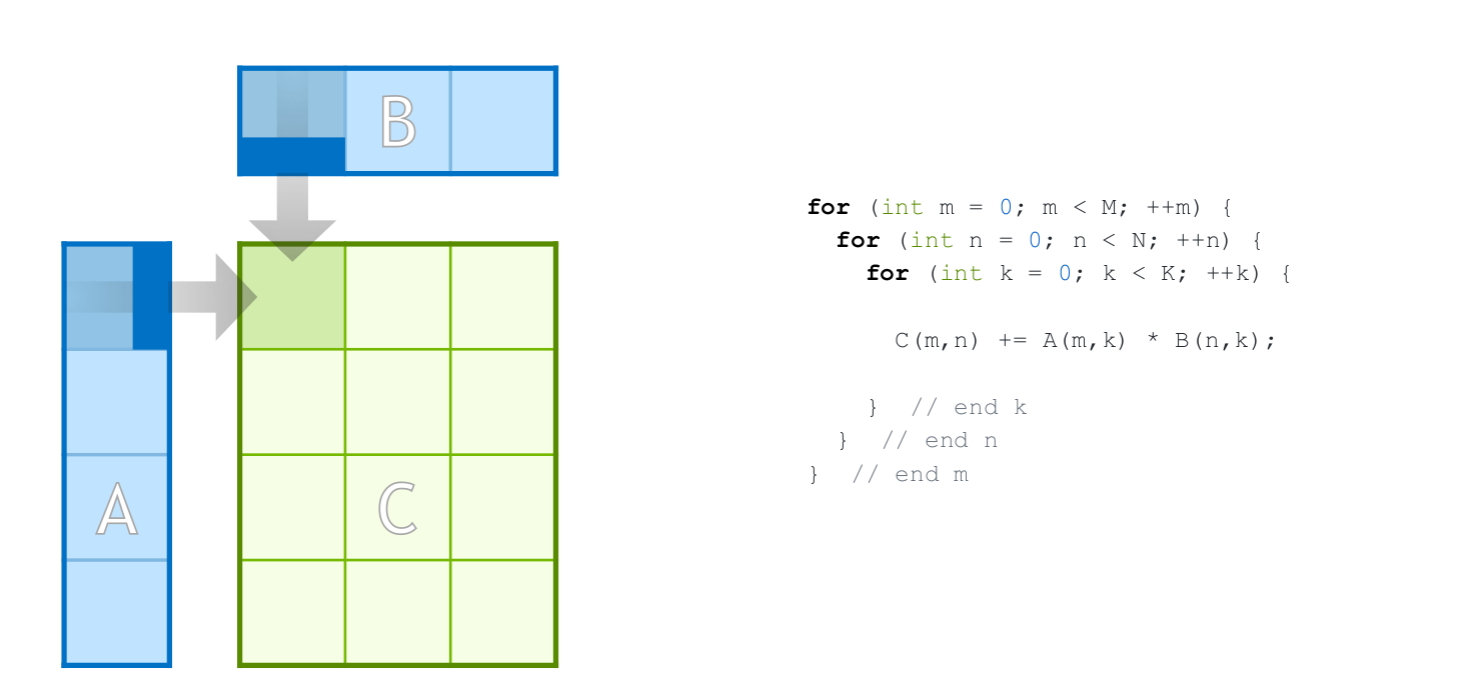 B
A
C
for (int m = 0; m < M; ++m) {
for (int n = 0; n < N; ++n) {
for (int k = 0; k < K; ++k) {
C(m,n) += A(m,k) * B(n,k);
} // end k
} // end n
} // end m